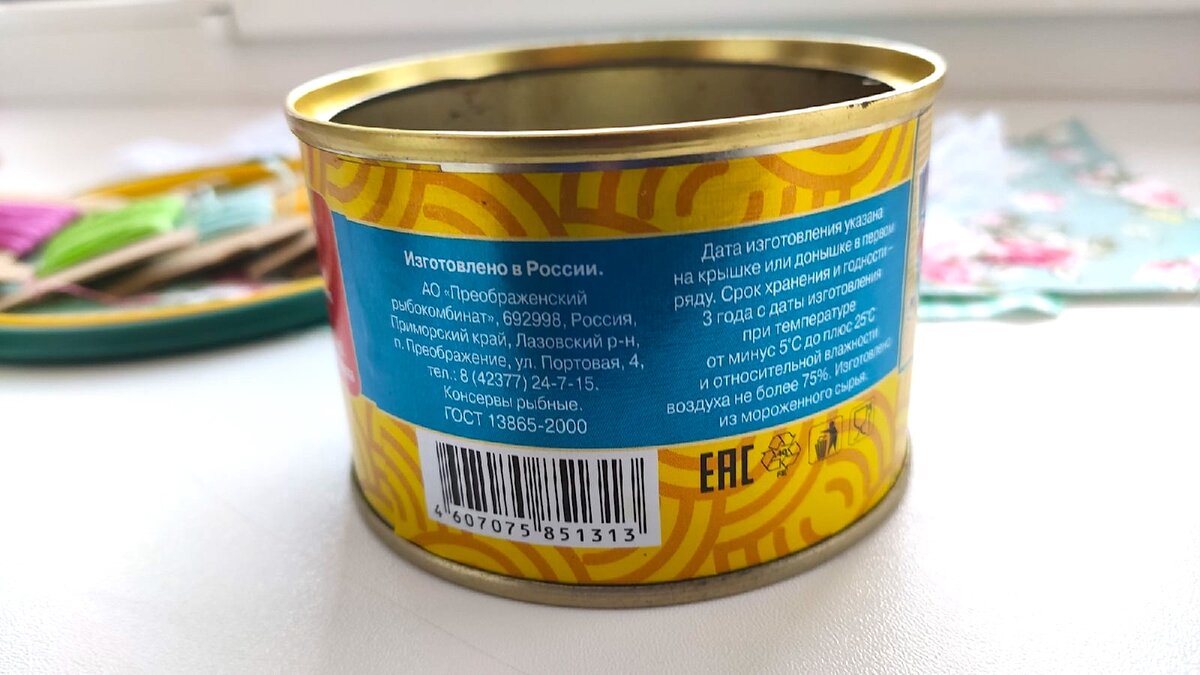 Изготовлено в России.
АО «Преображенский
рыбокомбинат», 692998, Россия,
Приморский край, Лазовский р-н,
п. Преображение, ул. Портовая, 4,
тел.: 8 (42377) 24-7-15.
Консервы рыбные.
ГОСТ 13865-2000
Дата изготовления указана
на крышке или донышке в первом
ряду. Срок хранения и годности –
3 года с даты изготовления
при температуре
от минус 5°С до плюс 25°С
и относительной влажности
воздуха не более 75%. Изготовлено
из мороженного сырья.
4 607075 851313
EAC
40
FE